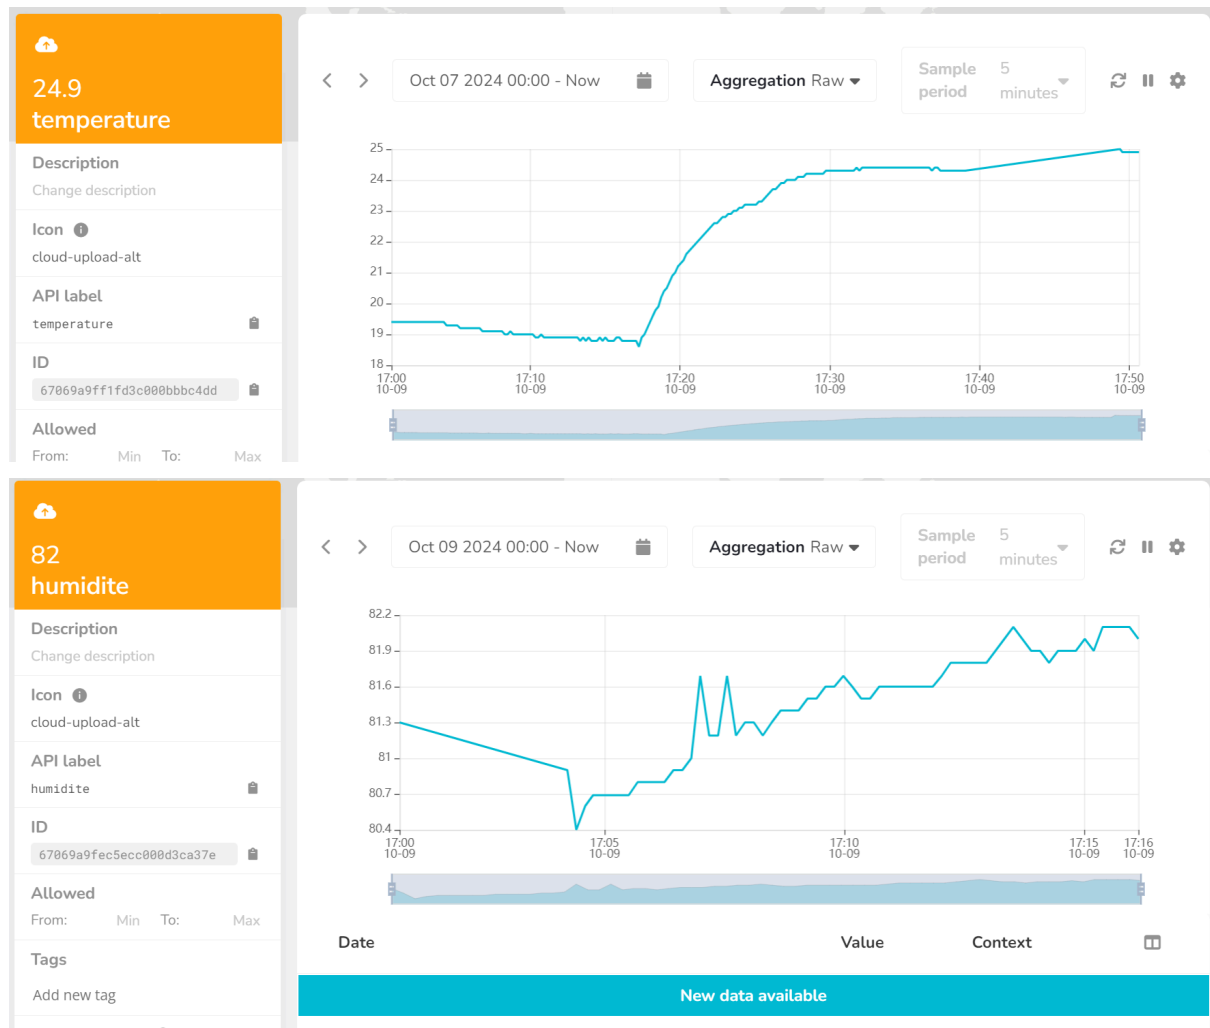 24.9
temperature
Description
Change description
Icon
cloud-upload-alt
API label
temperature
ID
67069a9ff1fd3c000bbbc4dd
Allowed
From: Min To: Max
Oct 07 2024 00:00 - Now
Aggregation Raw
Sample period 5 minutes
25
24
23
22
21
20
19
18
17:00 17:10 17:20 17:30 17:40 17:50
10-09 10-09 10-09 10-09 10-09 10-09
82
humidite
Description
Change description
Icon
cloud-upload-alt
API label
humidite
ID
67069a9fec5ecc000d3ca37e
Allowed
From: Min To: Max
Tags
Add new tag
Oct 09 2024 00:00 - Now
Aggregation Raw
Sample period 5 minutes
82.2
81.9
81.6
81.3
81
80.7
80.4
17:00 17:05 17:10 17:15 17:16
10-09 10-09 10-09 10-09 10-09
Date Value Context
New data available